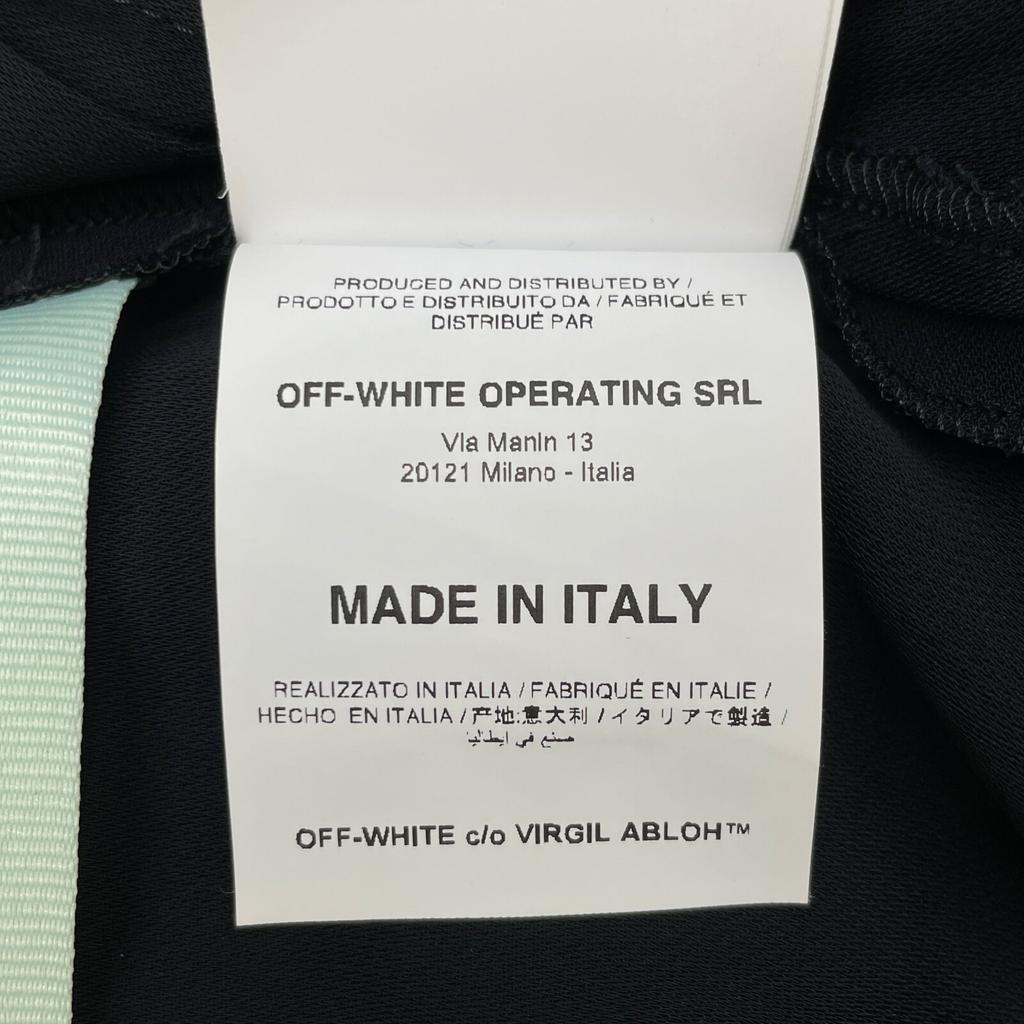 PRODUCED AND DISTRIBUTED BY /
PRODOTTO E DISTRIBUITO DA / FABRIQUÉ ET
DISTRIBUÉ PAR
OFF-WHITE OPERATING SRL
Via Manin 13
20121 Milano - Italia
MADE IN ITALY
REALIZZATO IN ITALIA / FABRIQUÉ EN ITALIE /
HECHO EN ITALIA / 产地:意大利 / イタリアで製造 /
صنع في إيطاليا
OFF-WHITE c/o VIRGIL ABLOH™